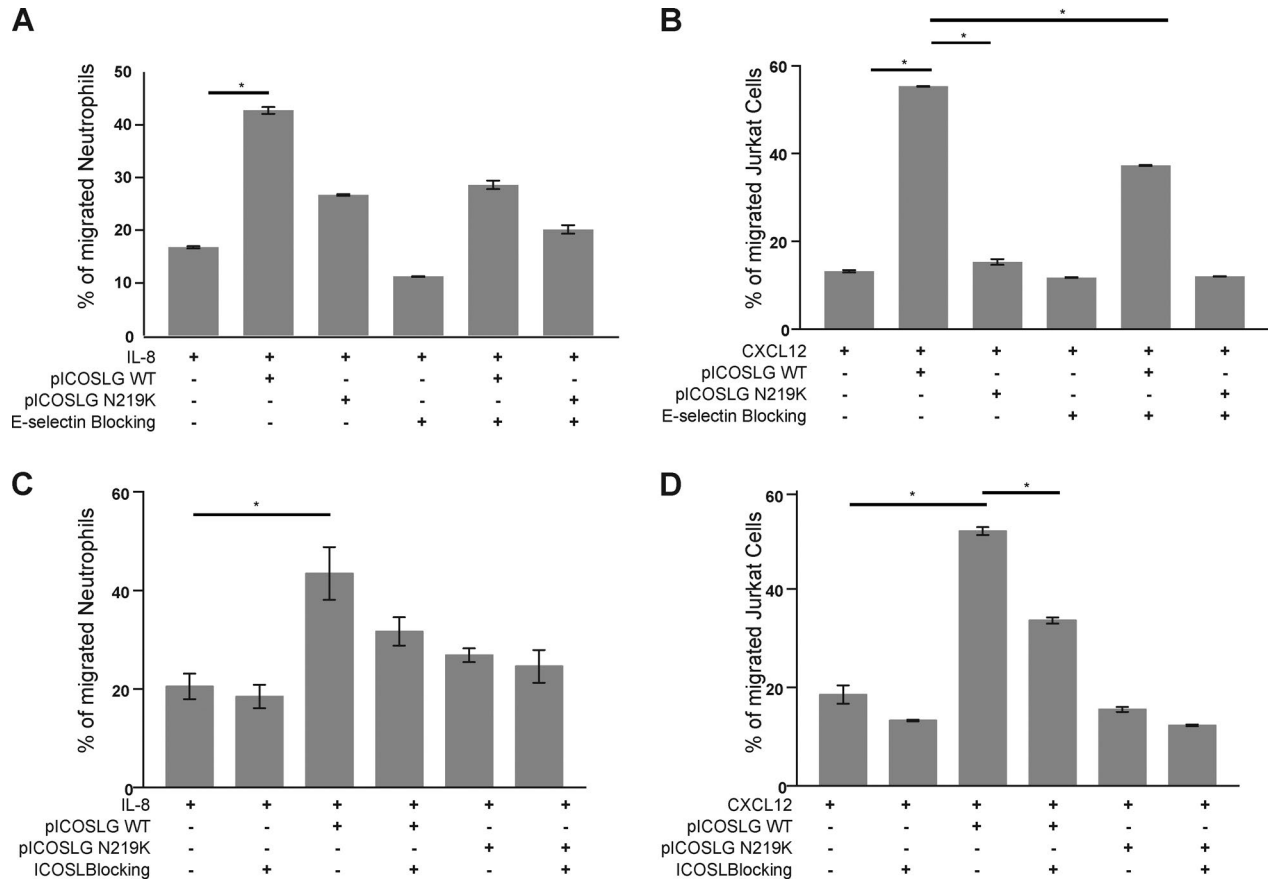 A
% of migrated Neutrophils
50
40
30
20
10
0
*
IL-8 + + + + + +
pICOSLG WT - + - - + -
pICOSLG N219K - - + - - +
E-selectin Blocking - - - + + +
B
% of migrated Jurkat Cells
60
40
20
0
*
*
*
CXCL12 + + + + + +
pICOSLG WT - + - - + -
pICOSLG N219K - - + - - +
E-selectin Blocking - - - + + +
C
% of migrated Neutrophils
60
40
20
0
*
IL-8 + + + + + +
pICOSLG WT - - + + - -
pICOSLG N219K - - - - + +
ICOSLBlocking - + - + - +
D
% of migrated Jurkat Cells
60
40
20
0
*
*
CXCL12 + + + + + +
pICOSLG WT - - + + - -
pICOSLG N219K - - - - + +
ICOSLBlocking - + - + - +